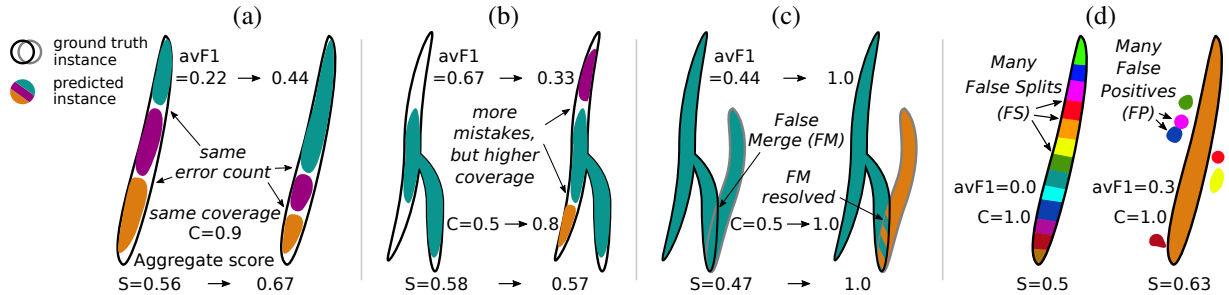 (a)
ground truth
instance
predicted
instance
avF1
=0.22 → 0.44
same
error count
same coverage
C=0.9
Aggregate score
S=0.56 → 0.67
(b)
avF1
=0.67 → 0.33
more
mistakes,
but higher
coverage
C=0.5 → 0.8
S=0.58 → 0.57
(c)
avF1
=0.44 → 1.0
False
Merge (FM)
FM
resolved
C=0.5 → 1.0
S=0.47 → 1.0
(d)
Many
False Splits
(FS)
Many
False
Positives
(FP)
avF1=0.0
C=1.0
S=0.5
avF1=0.3
C=1.0
S=0.63